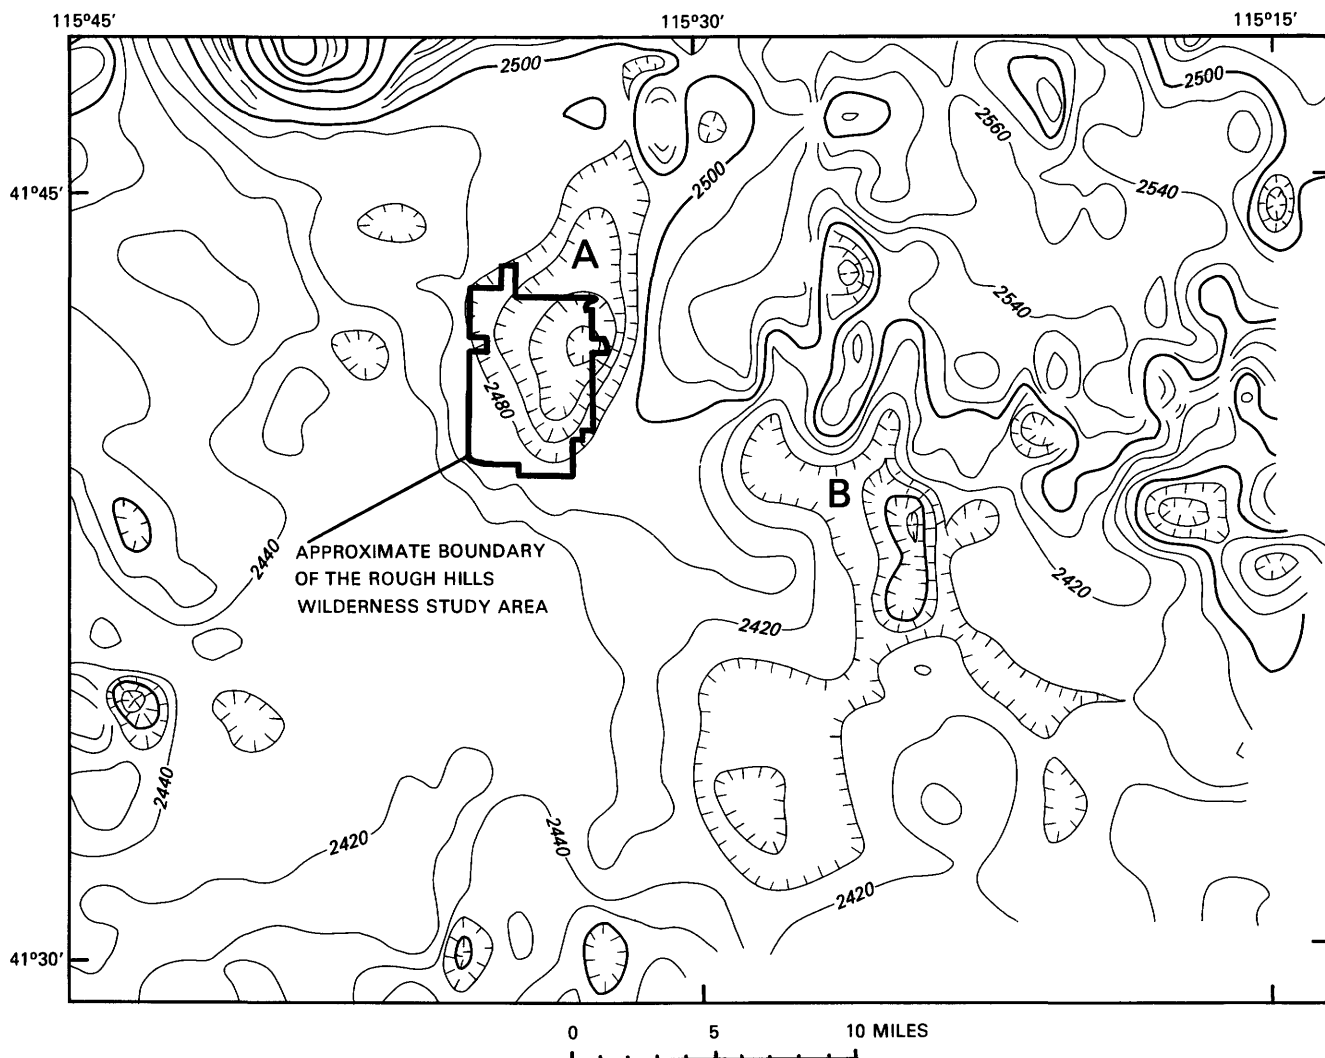 115°45′ 115°30′ 115°15′
2500
2500
2560
2500
41°45′
2540
A
2540
2480
B
2440
APPROXIMATE BOUNDARY
OF THE ROUGH HILLS
WILDERNESS STUDY AREA
2420
2420
2440
2420
2440
2420
41°30′
0 5 10 MILES